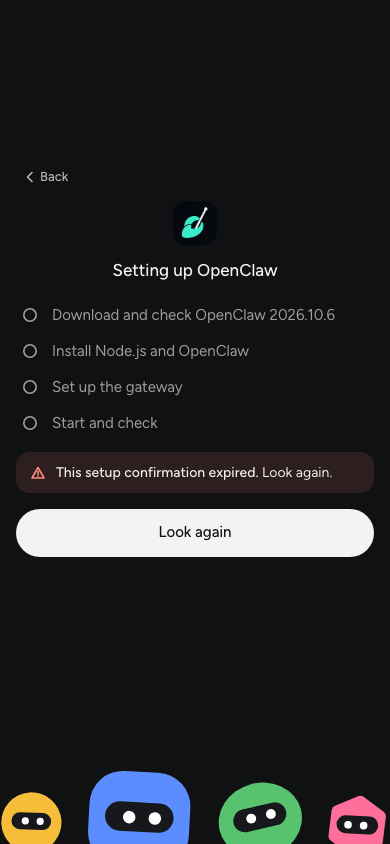 Back
Setting up OpenClaw
Download and check OpenClaw 2026.10.6
Install Node.js and OpenClaw
Set up the gateway
Start and check
This setup confirmation expired. Look again.
Look again